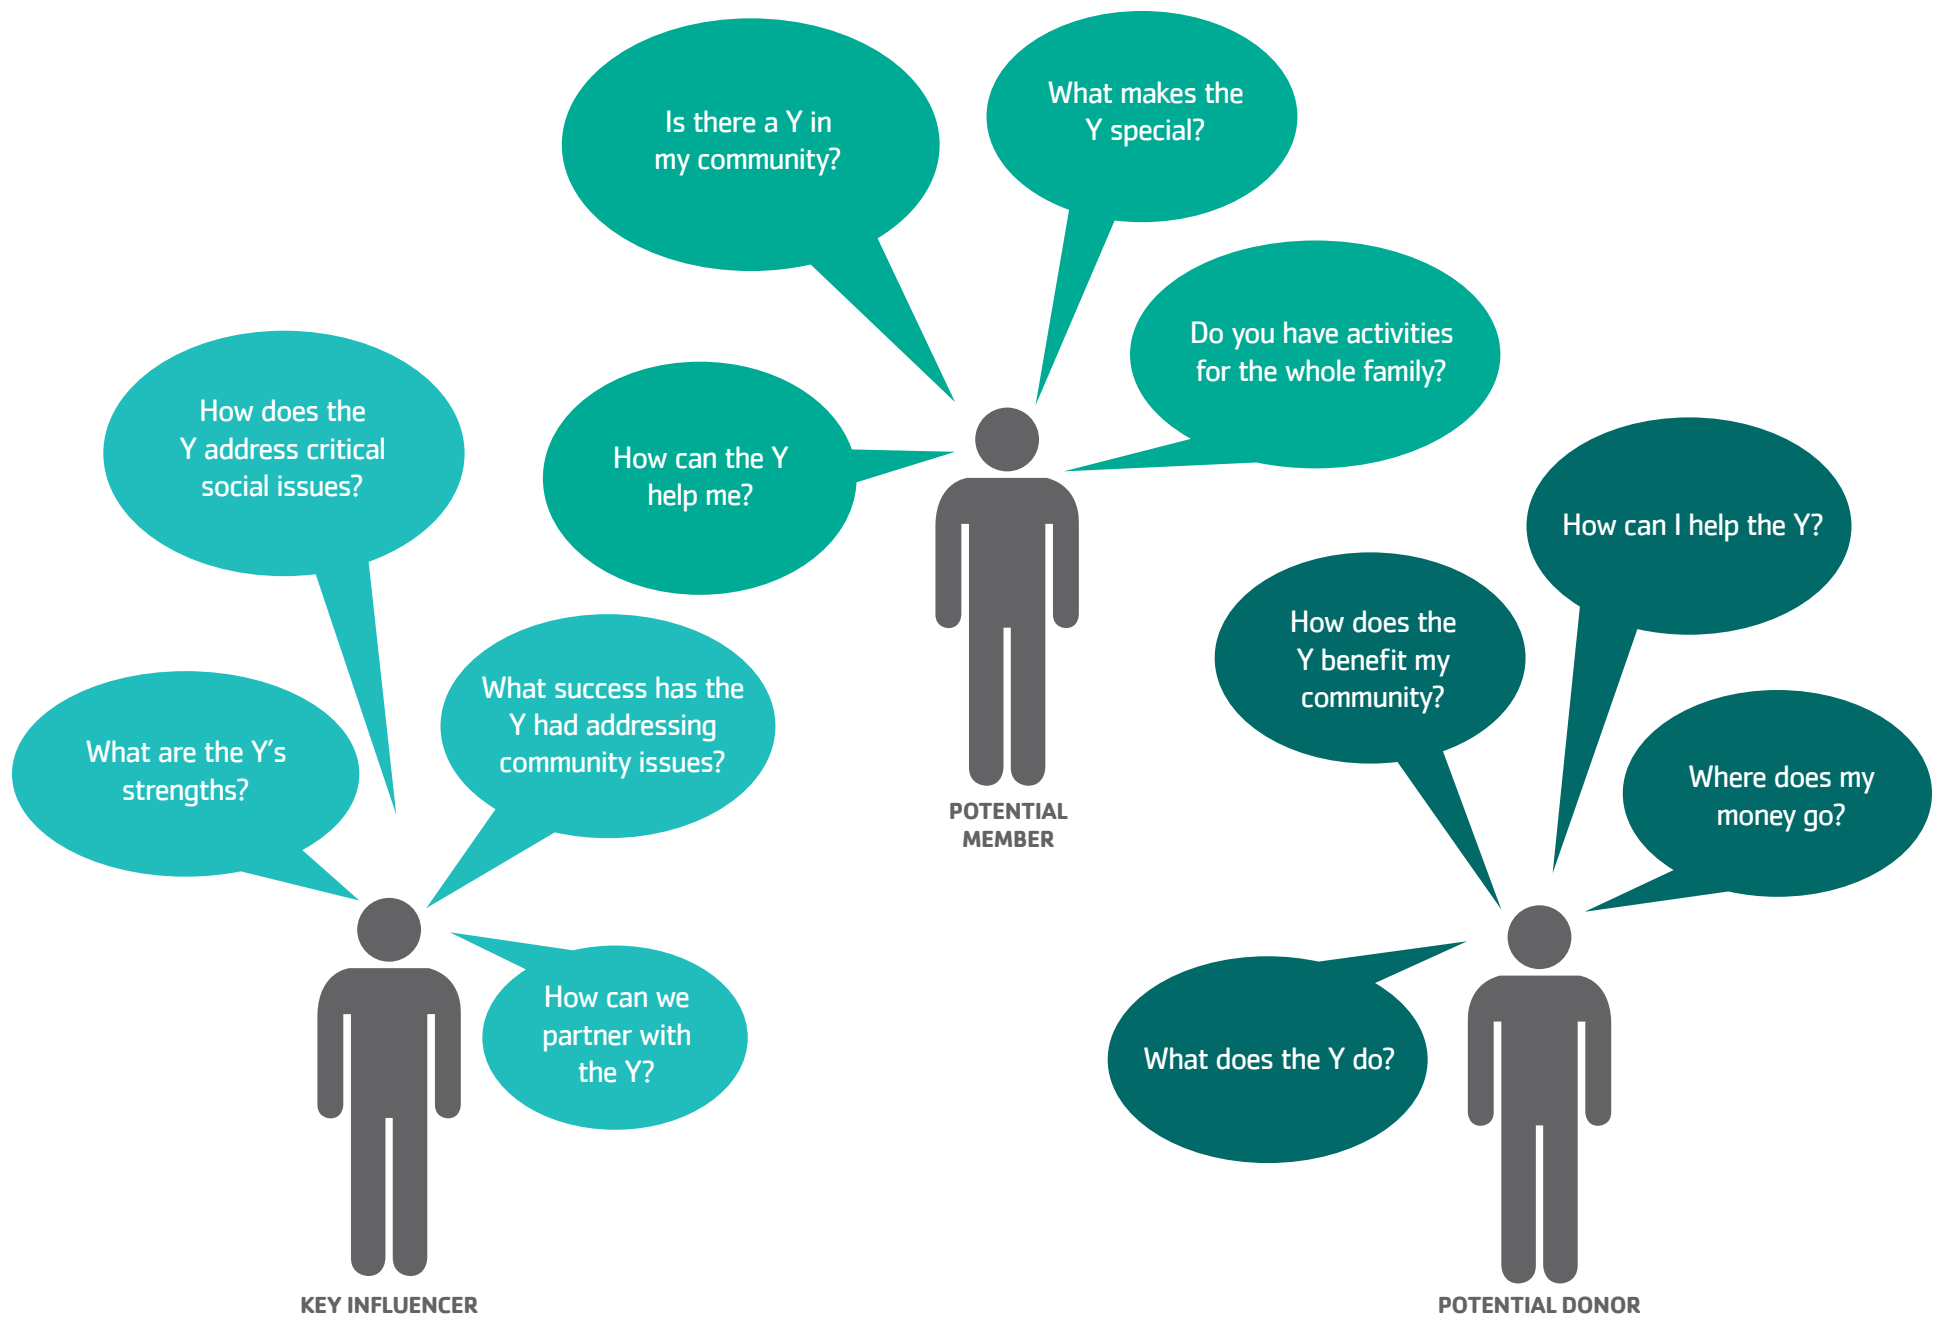 Is there a Y in
my community?
What makes the
Y special?
Do you have activities
for the whole family?
How can the Y
help me?
POTENTIAL
MEMBER
How does the
Y address critical
social issues?
What are the Y's
strengths?
What success has the
Y had addressing
community issues?
How can we
partner with
the Y?
KEY INFLUENCER
How can I help the Y?
How does the
Y benefit my
community?
Where does my
money go?
What does the Y do?
POTENTIAL DONOR